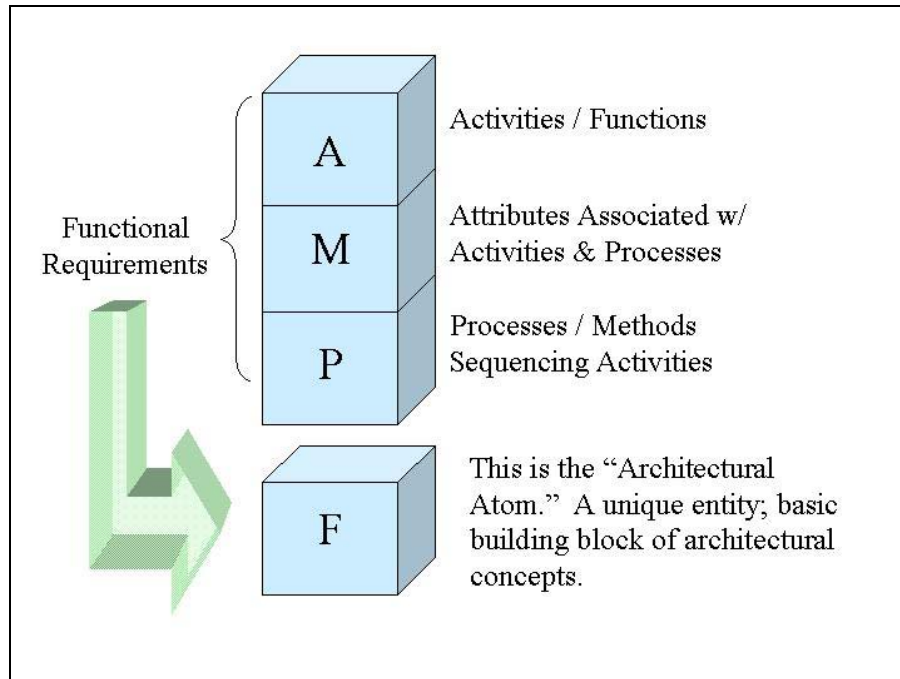 A
Activities / Functions
Functional
Requirements
M
Attributes Associated w/
Activities & Processes
P
Processes / Methods
Sequencing Activities
F
This is the “Architectural
Atom.” A unique entity; basic
building block of architectural
concepts.